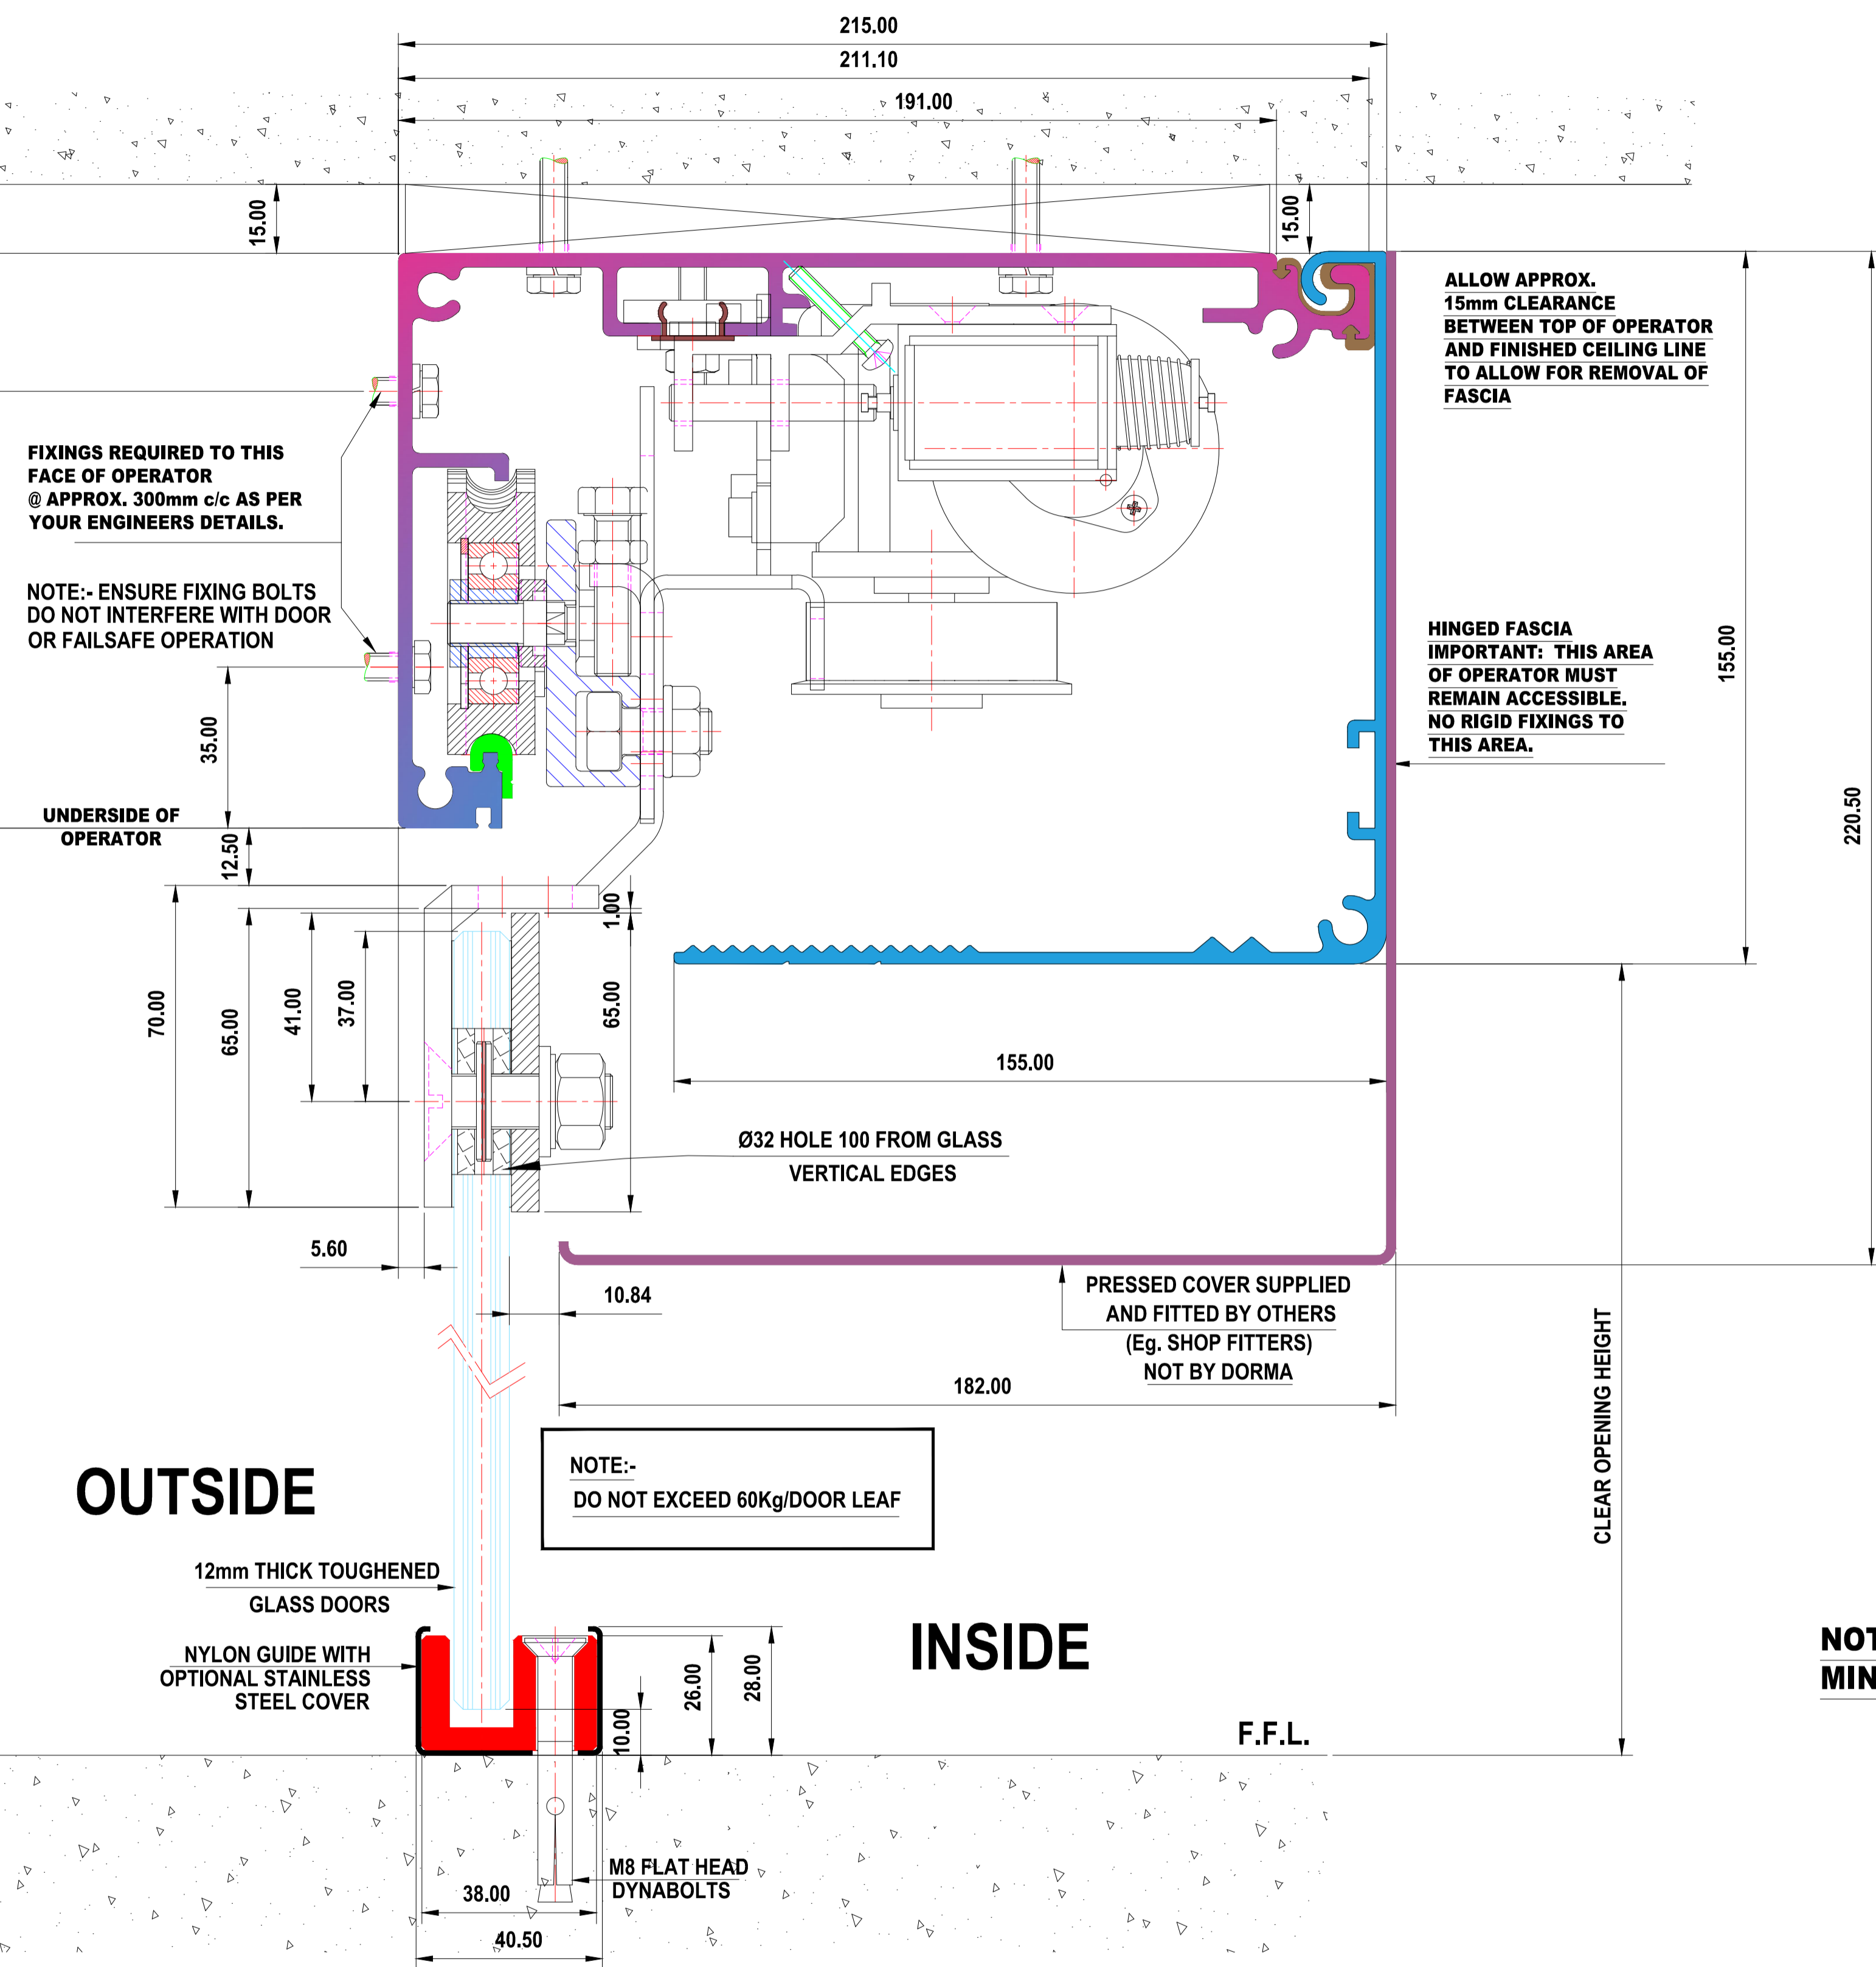 215.00
211.10
191.00
15.00
15.00
ALLOW APPROX.
15mm CLEARANCE
BETWEEN TOP OF OPERATOR
AND FINISHED CEILING LINE
TO ALLOW FOR REMOVAL OF
FASCIA
FIXINGS REQUIRED TO THIS
FACE OF OPERATOR
@ APPROX. 300mm c/c AS PER
YOUR ENGINEERS DETAILS.
NOTE:- ENSURE FIXING BOLTS
DO NOT INTERFERE WITH DOOR
OR FAILSAFE OPERATION
HINGED FASCIA
IMPORTANT: THIS AREA
OF OPERATOR MUST
REMAIN ACCESSIBLE.
NO RIGID FIXINGS TO
THIS AREA.
155.00
220.50
35.00
UNDERSIDE OF
OPERATOR
12.50
1.00
70.00
65.00
41.00
37.00
65.00
155.00
Ø32 HOLE 100 FROM GLASS
VERTICAL EDGES
5.60
10.84
PRESSED COVER SUPPLIED
AND FITTED BY OTHERS
(Eg. SHOP FITTERS)
NOT BY DORMA
182.00
CLEAR OPENING HEIGHT
NOTE:-
DO NOT EXCEED 60Kg/DOOR LEAF
OUTSIDE
12mm THICK TOUGHENED
GLASS DOORS
INSIDE
NYLON GUIDE WITH
OPTIONAL STAINLESS
STEEL COVER
10.00
26.00
28.00
F.F.L.
NOT
MIN
M8 FLAT HEAD
DYNABOLTS
38.00
40.50